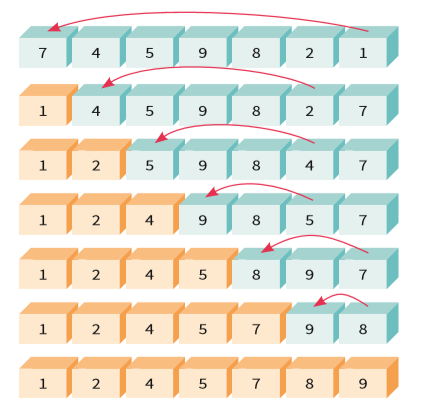 7 4 5 9 8 2 1
1 4 5 9 8 2 7
1 2 5 9 8 4 7
1 2 4 9 8 5 7
1 2 4 5 8 9 7
1 2 4 5 7 9 8
1 2 4 5 7 8 9